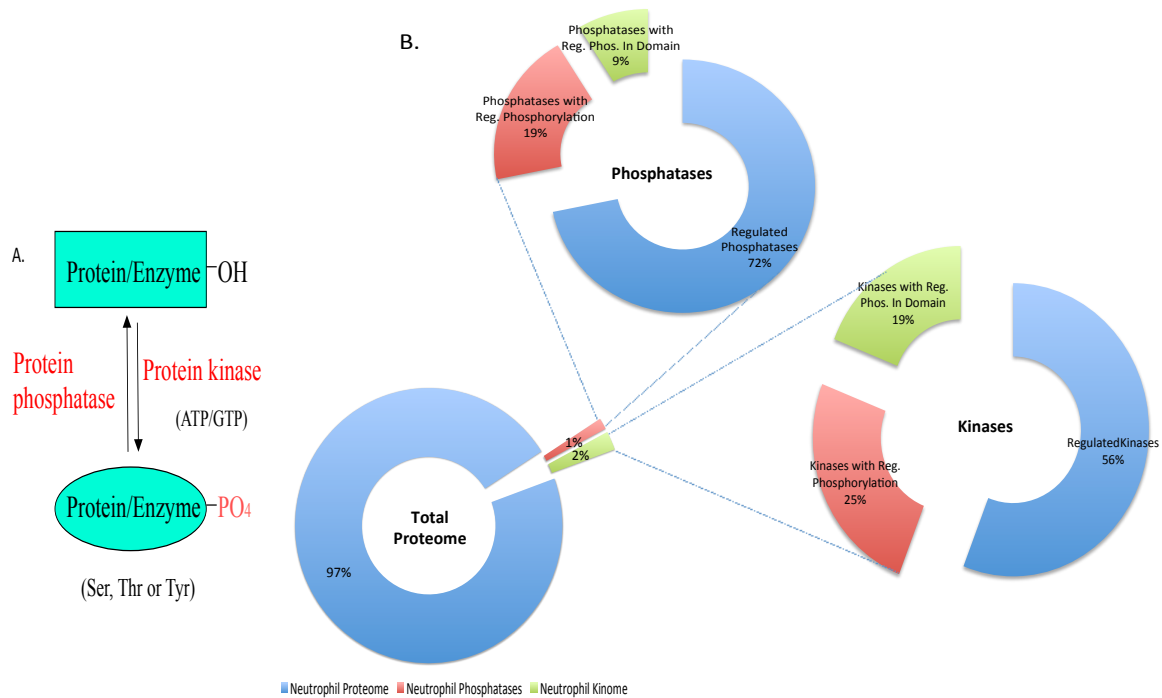 A.
Protein/Enzyme
OH
Protein
phosphatase
Protein kinase
(ATP/GTP)
Protein/Enzyme
PO4
(Ser, Thr or Tyr)
B.
Phosphatases with
Reg. Phos. In Domain
9%
Phosphatases with
Reg. Phosphorylation
19%
Phosphatases
Regulated
Phosphatases
72%
Kinases with Reg.
Phos. In Domain
19%
Kinases with Reg.
Phosphorylation
25%
Kinases
RegulatedKinases
56%
1%
2%
Total
Proteome
97%
Neutrophil Proteome Neutrophil Phosphatases Neutrophil Kinome